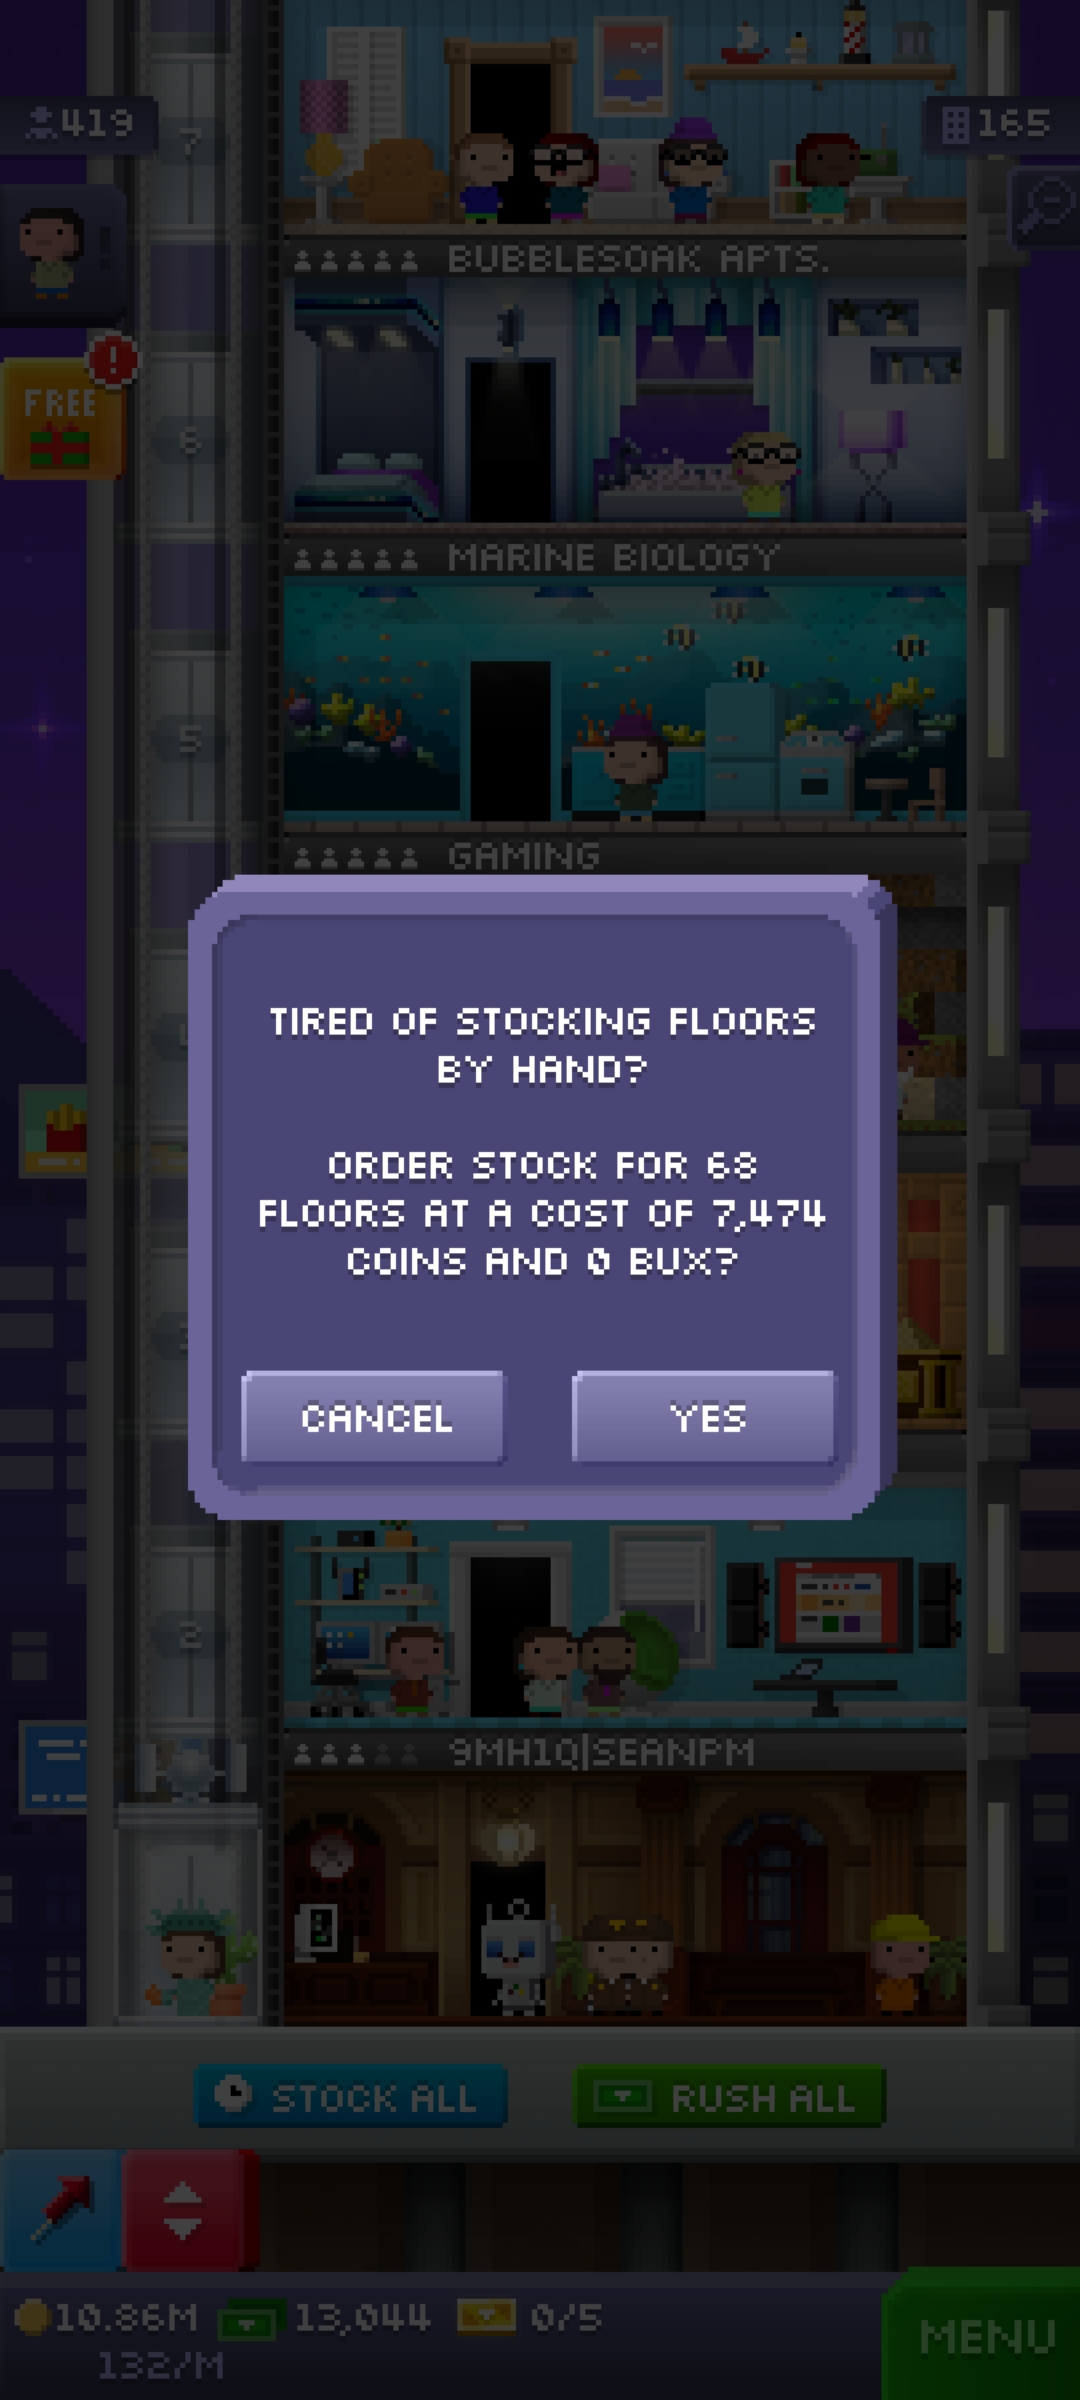 419
165
7
FREE
!
BUBBLESOAK APTS.
6
MARINE BIOLOGY
5
GAMING
TIRED OF STOCKING FLOORS
BY HAND?
ORDER STOCK FOR 68
FLOORS AT A COST OF 7,474
COINS AND 0 BUX?
CANCEL
YES
2
9MH1Q|SEANPM
STOCK ALL
RUSH ALL
10.86M
13,044
0/5
132/M
MENU